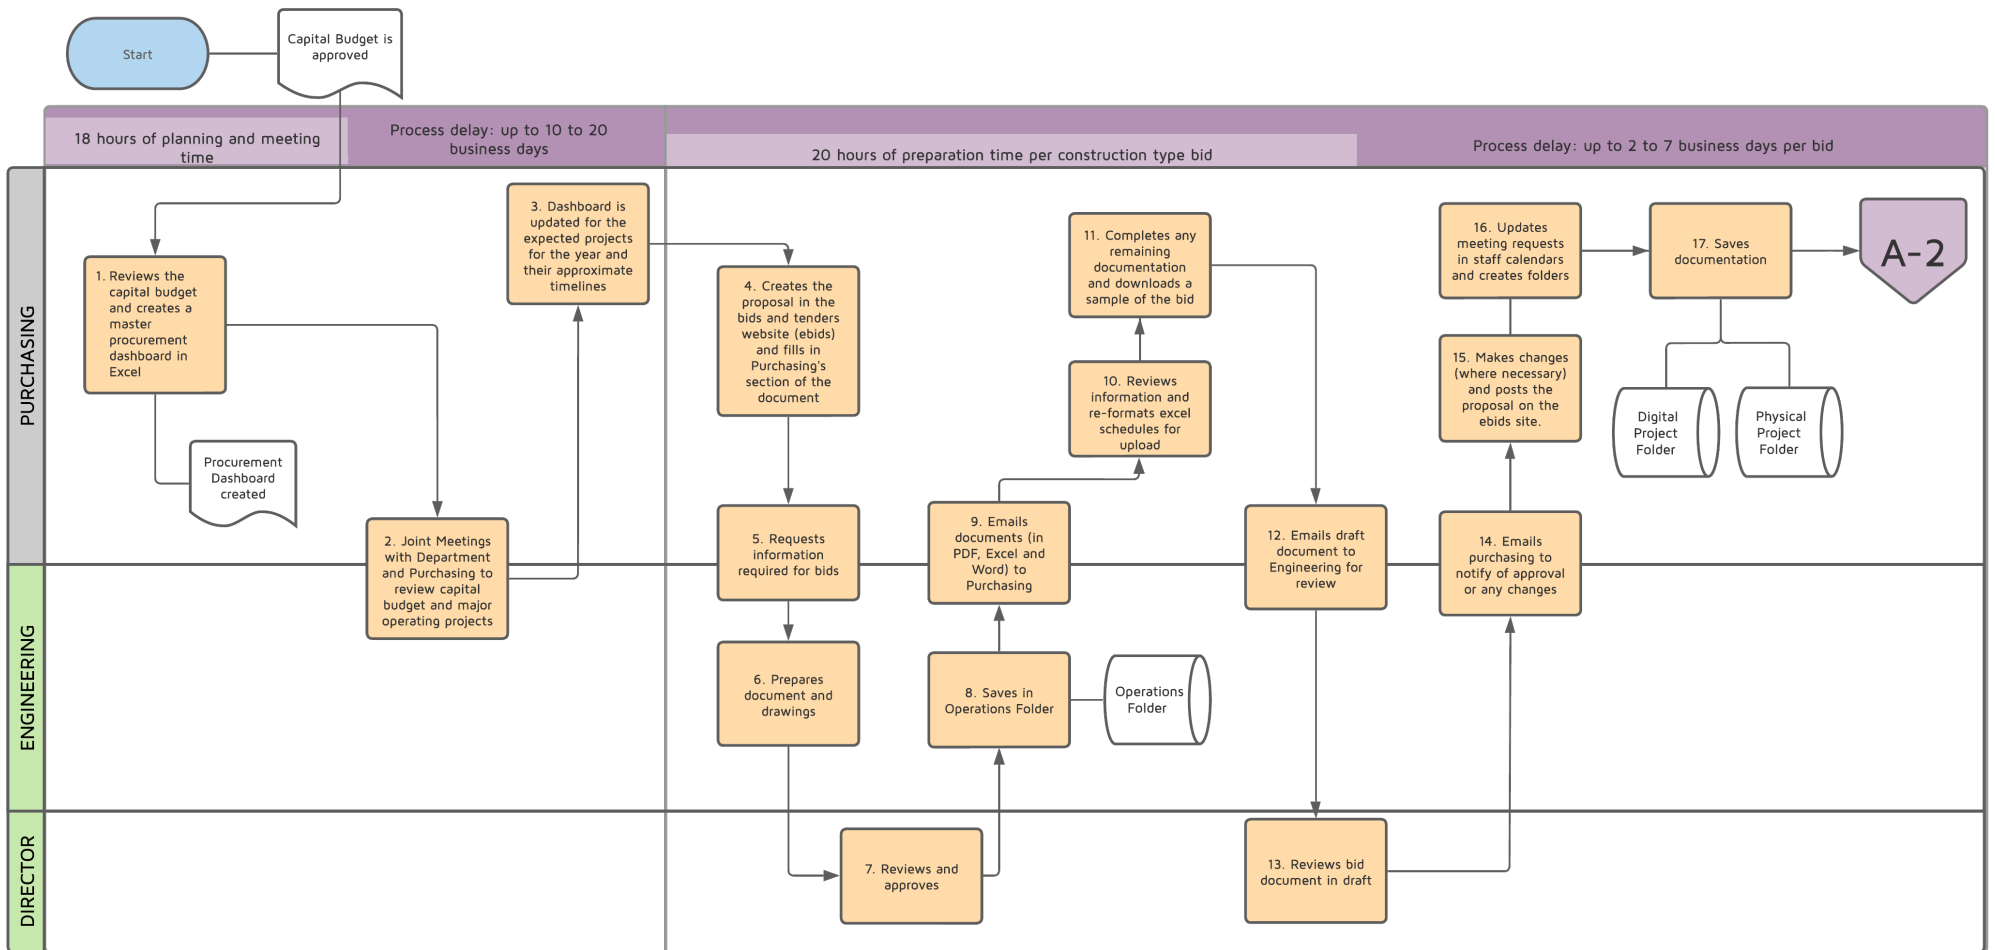 Start
Capital Budget is
approved
18 hours of planning and meeting
time
Process delay: up to 10 to 20
business days
20 hours of preparation time per construction type bid
Process delay: up to 2 to 7 business days per bid
PURCHASING
1. Reviews the
capital budget
and creates a
master
procurement
dashboard in
Excel
Procurement
Dashboard
created
2. Joint Meetings
with Department
and Purchasing to
review capital
budget and major
operating projects
3. Dashboard is
updated for the
expected projects
for the year and
their approximate
timelines
4. Creates the
proposal in the
bids and tenders
website (ebids)
and fills in
Purchasing's
section of the
document
5. Requests
information
required for bids
ENGINEERING
6. Prepares
document and
drawings
DIRECTOR
7. Reviews and
approves
8. Saves in
Operations Folder
Operations
Folder
9. Emails
documents (in
PDF, Excel and
Word) to
Purchasing
10. Reviews
information and
re-formats excel
schedules for
upload
11. Completes any
remaining
documentation
and downloads a
sample of the bid
12. Emails draft
document to
Engineering for
review
13. Reviews bid
document in draft
14. Emails
purchasing to
notify of approval
or any changes
15. Makes changes
(where necessary)
and posts the
proposal on the
ebids site.
16. Updates
meeting requests
in staff calendars
and creates folders
17. Saves
documentation
Digital
Project
Folder
Physical
Project
Folder
A-2